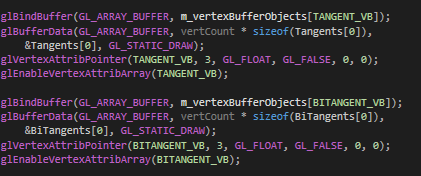 glBindBuffer(GL_ARRAY_BUFFER, m_vertexBufferObjects[TANGENT_VB]);
glBufferData(GL_ARRAY_BUFFER, vertCount * sizeof(Tangents[0]),
&Tangents[0], GL_STATIC_DRAW);
glVertexAttribPointer(TANGENT_VB, 3, GL_FLOAT, GL_FALSE, 0, 0);
glEnableVertexAttribArray(TANGENT_VB);
glBindBuffer(GL_ARRAY_BUFFER, m_vertexBufferObjects[BITANGENT_VB]);
glBufferData(GL_ARRAY_BUFFER, vertCount * sizeof(BiTangents[0]),
&BiTangents[0], GL_STATIC_DRAW);
glVertexAttribPointer(BITANGENT_VB, 3, GL_FLOAT, GL_FALSE, 0, 0);
glEnableVertexAttribArray(BITANGENT_VB);